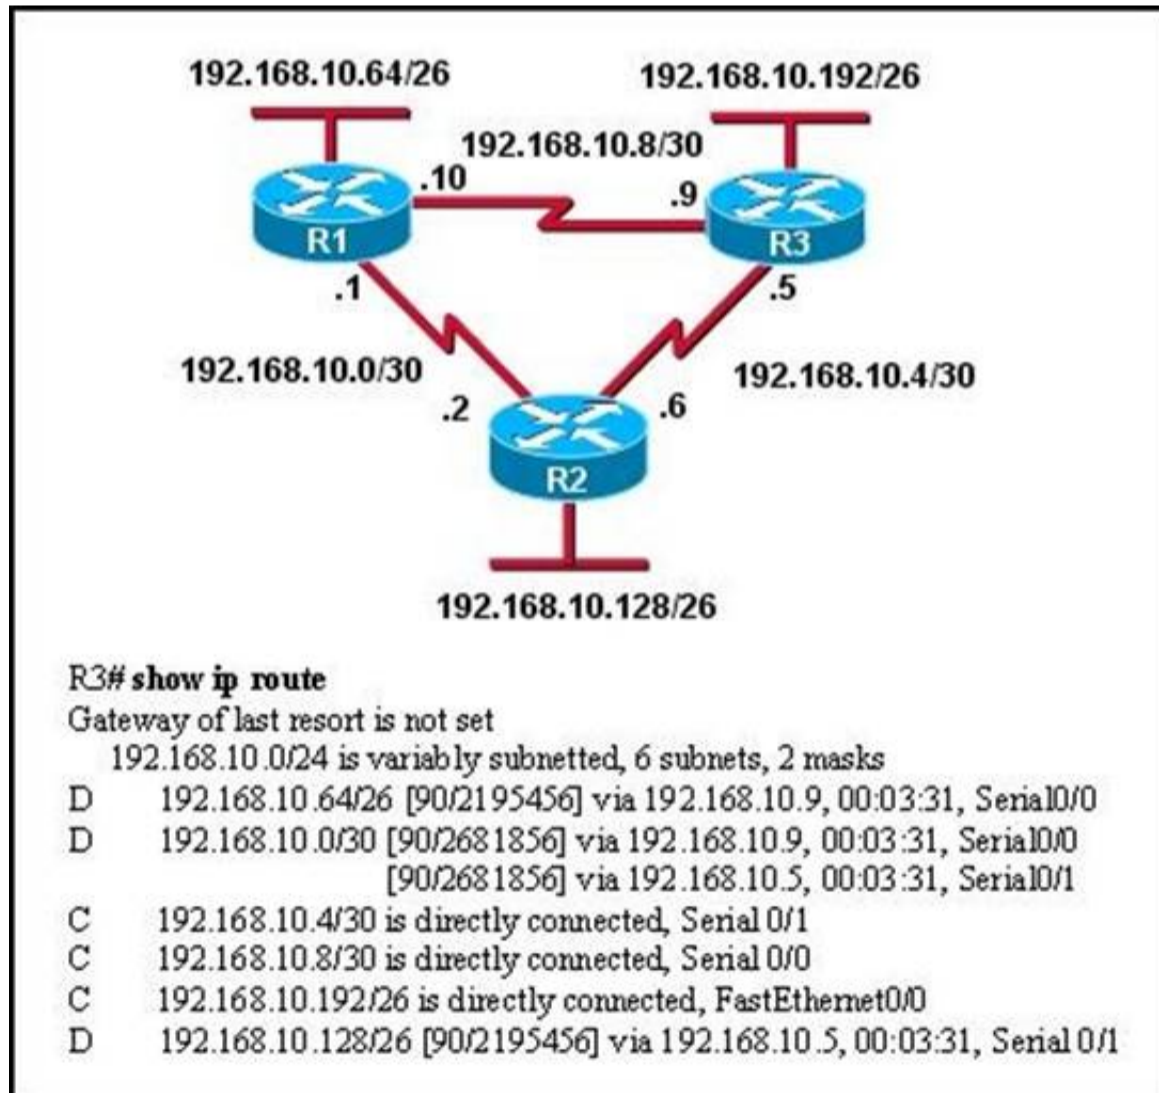 192.168.10.64/26
192.168.10.192/26
192.168.10.8/30
.10
.9
R1
R3
.1
.5
192.168.10.0/30
192.168.10.4/30
.2
.6
R2
192.168.10.128/26
R3# show ip route
Gateway of last resort is not set
192.168.10.0/24 is variably subnetted, 6 subnets, 2 masks
D 192.168.10.64/26 [90/2195456] via 192.168.10.9, 00:03:31, Serial0/0
D 192.168.10.0/30 [90/2681856] via 192.168.10.9, 00:03:31, Serial0/0
[90/2681856] via 192.168.10.5, 00:03:31, Serial0/1
C 192.168.10.4/30 is directly connected, Serial 0/1
C 192.168.10.8/30 is directly connected, Serial 0/0
C 192.168.10.192/26 is directly connected, FastEthernet0/0
D 192.168.10.128/26 [90/2195456] via 192.168.10.5, 00:03:31, Serial 0/1